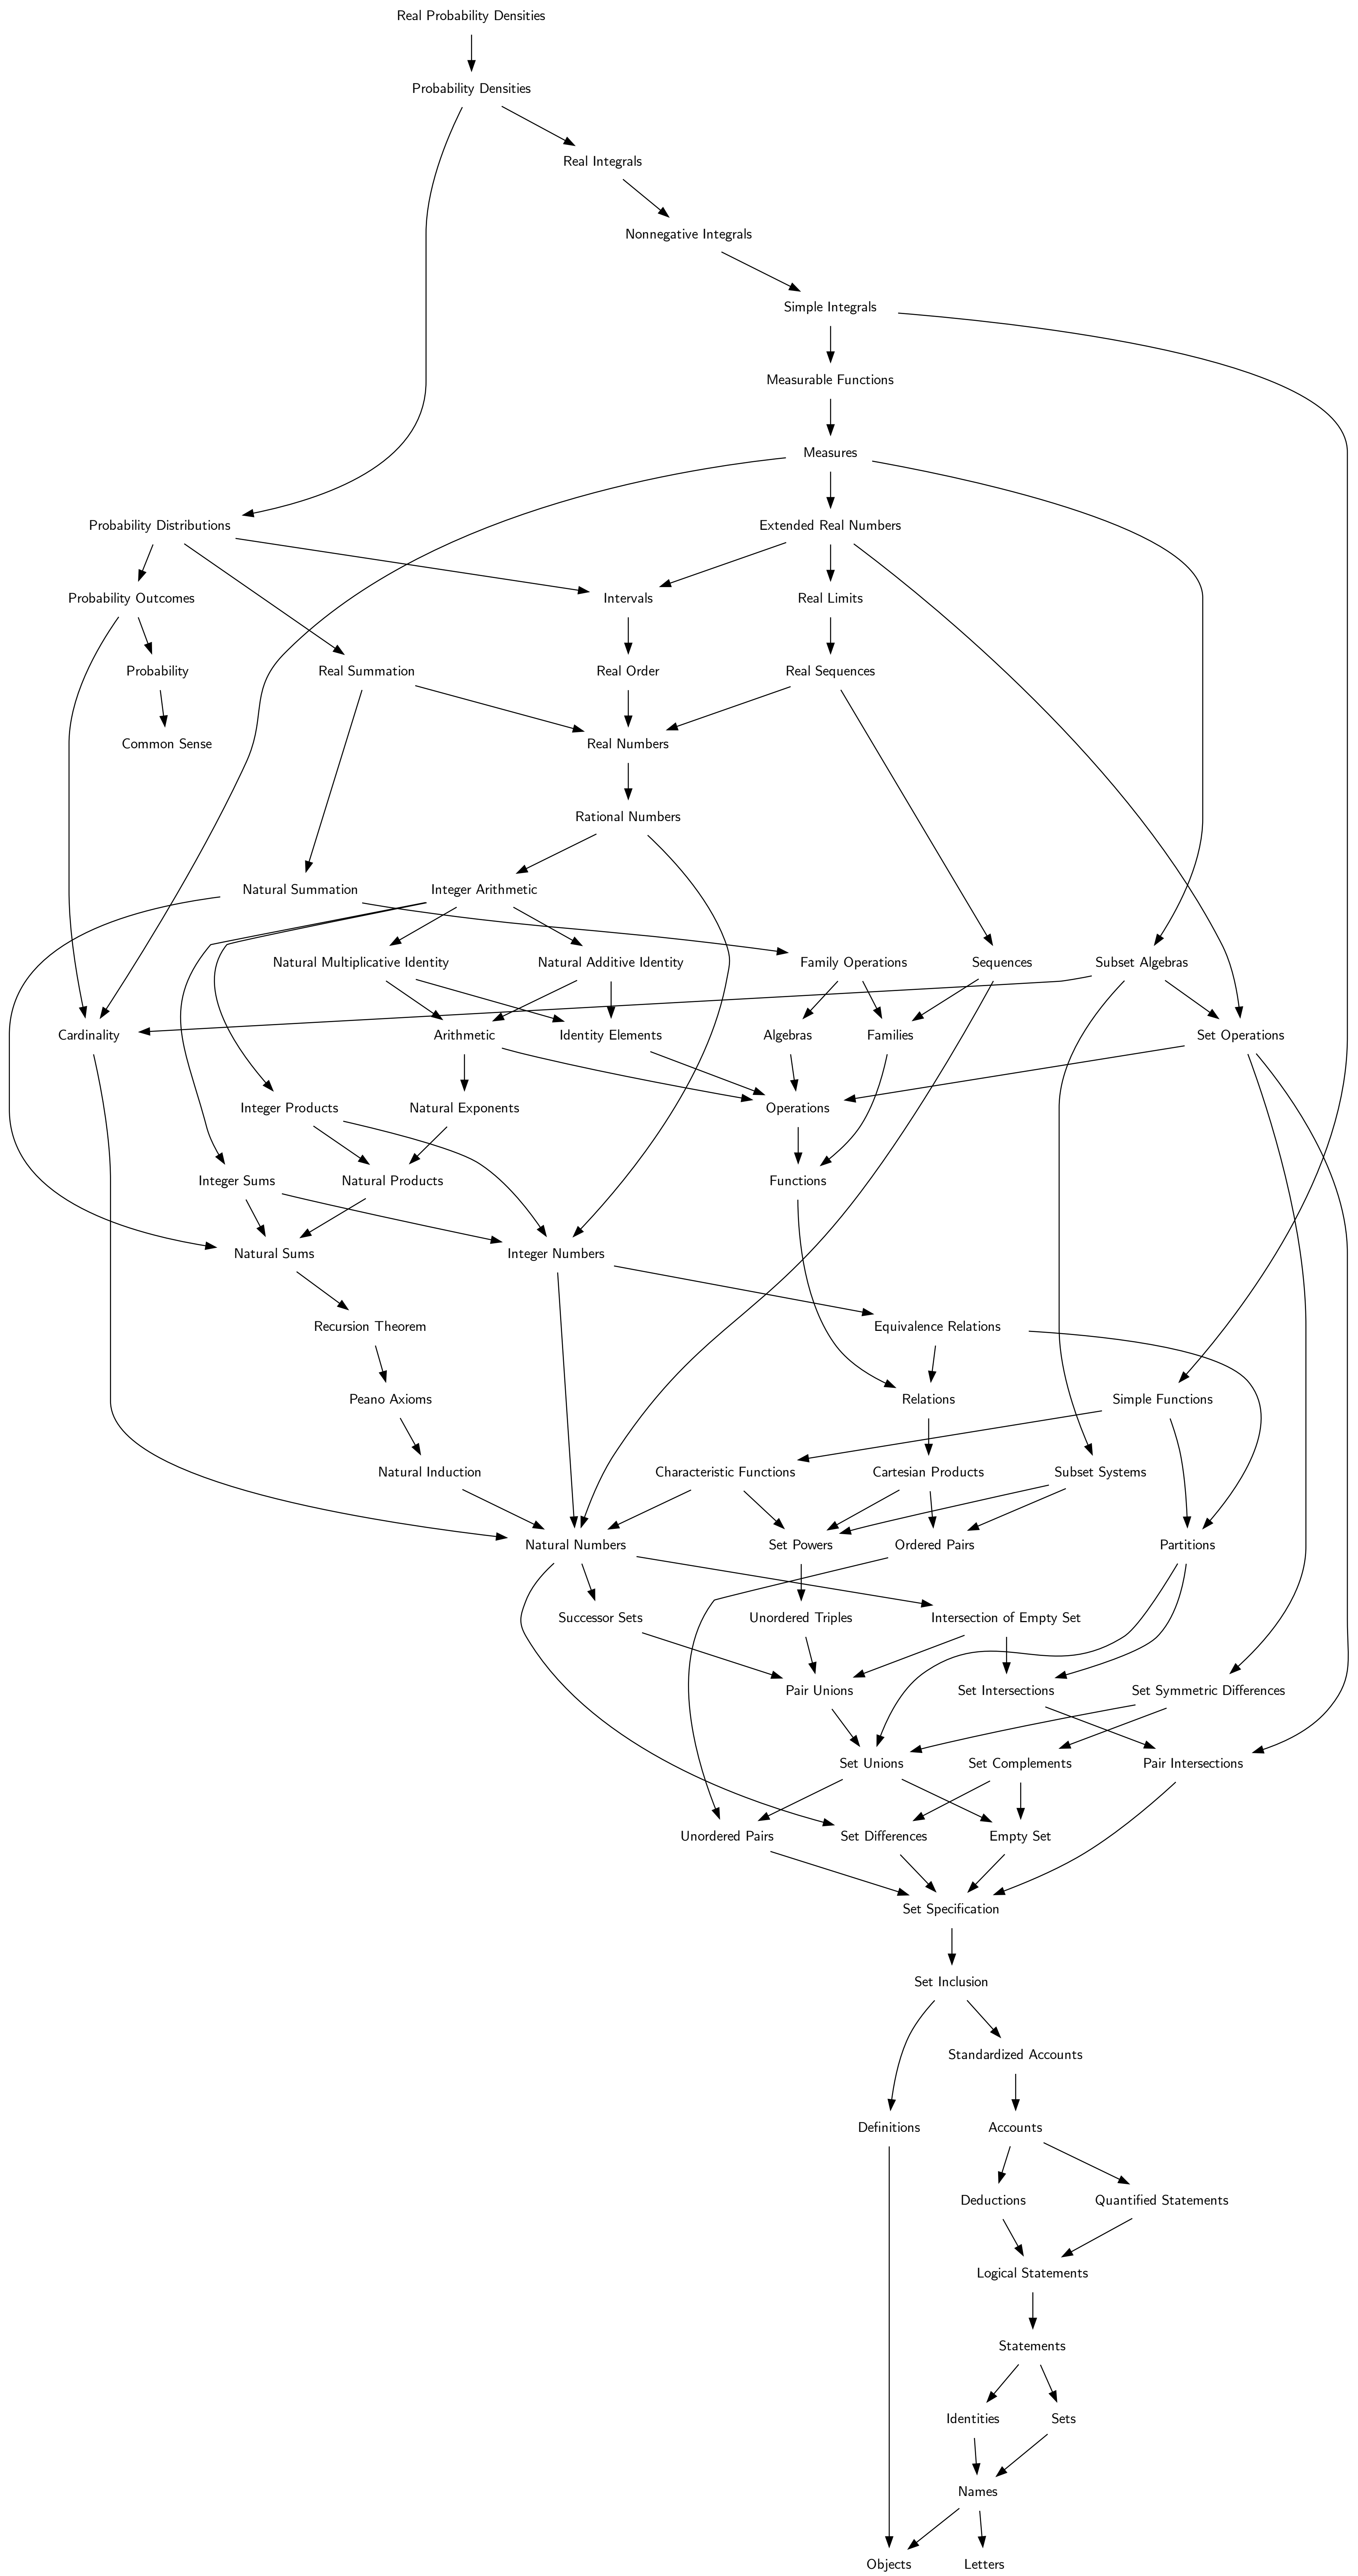 Real Probability Densities
Probability Densities
Real Integrals
Nonnegative Integrals
Simple Integrals
Measurable Functions
Measures
Probability Distributions
Extended Real Numbers
Probability Outcomes
Intervals
Real Limits
Probability
Real Summation
Real Order
Real Sequences
Common Sense
Real Numbers
Rational Numbers
Natural Summation
Integer Arithmetic
Natural Multiplicative Identity
Natural Additive Identity
Family Operations
Sequences
Subset Algebras
Cardinality
Arithmetic
Identity Elements
Algebras
Families
Set Operations
Integer Products
Natural Exponents
Operations
Integer Sums
Natural Products
Functions
Natural Sums
Integer Numbers
Recursion Theorem
Equivalence Relations
Peano Axioms
Relations
Simple Functions
Natural Induction
Characteristic Functions
Cartesian Products
Subset Systems
Natural Numbers
Set Powers
Ordered Pairs
Partitions
Successor Sets
Unordered Triples
Intersection of Empty Set
Pair Unions
Set Intersections
Set Symmetric Differences
Set Unions
Set Complements
Pair Intersections
Unordered Pairs
Set Differences
Empty Set
Set Specification
Set Inclusion
Standardized Accounts
Definitions
Accounts
Deductions
Quantified Statements
Logical Statements
Statements
Identities
Sets
Names
Objects
Letters